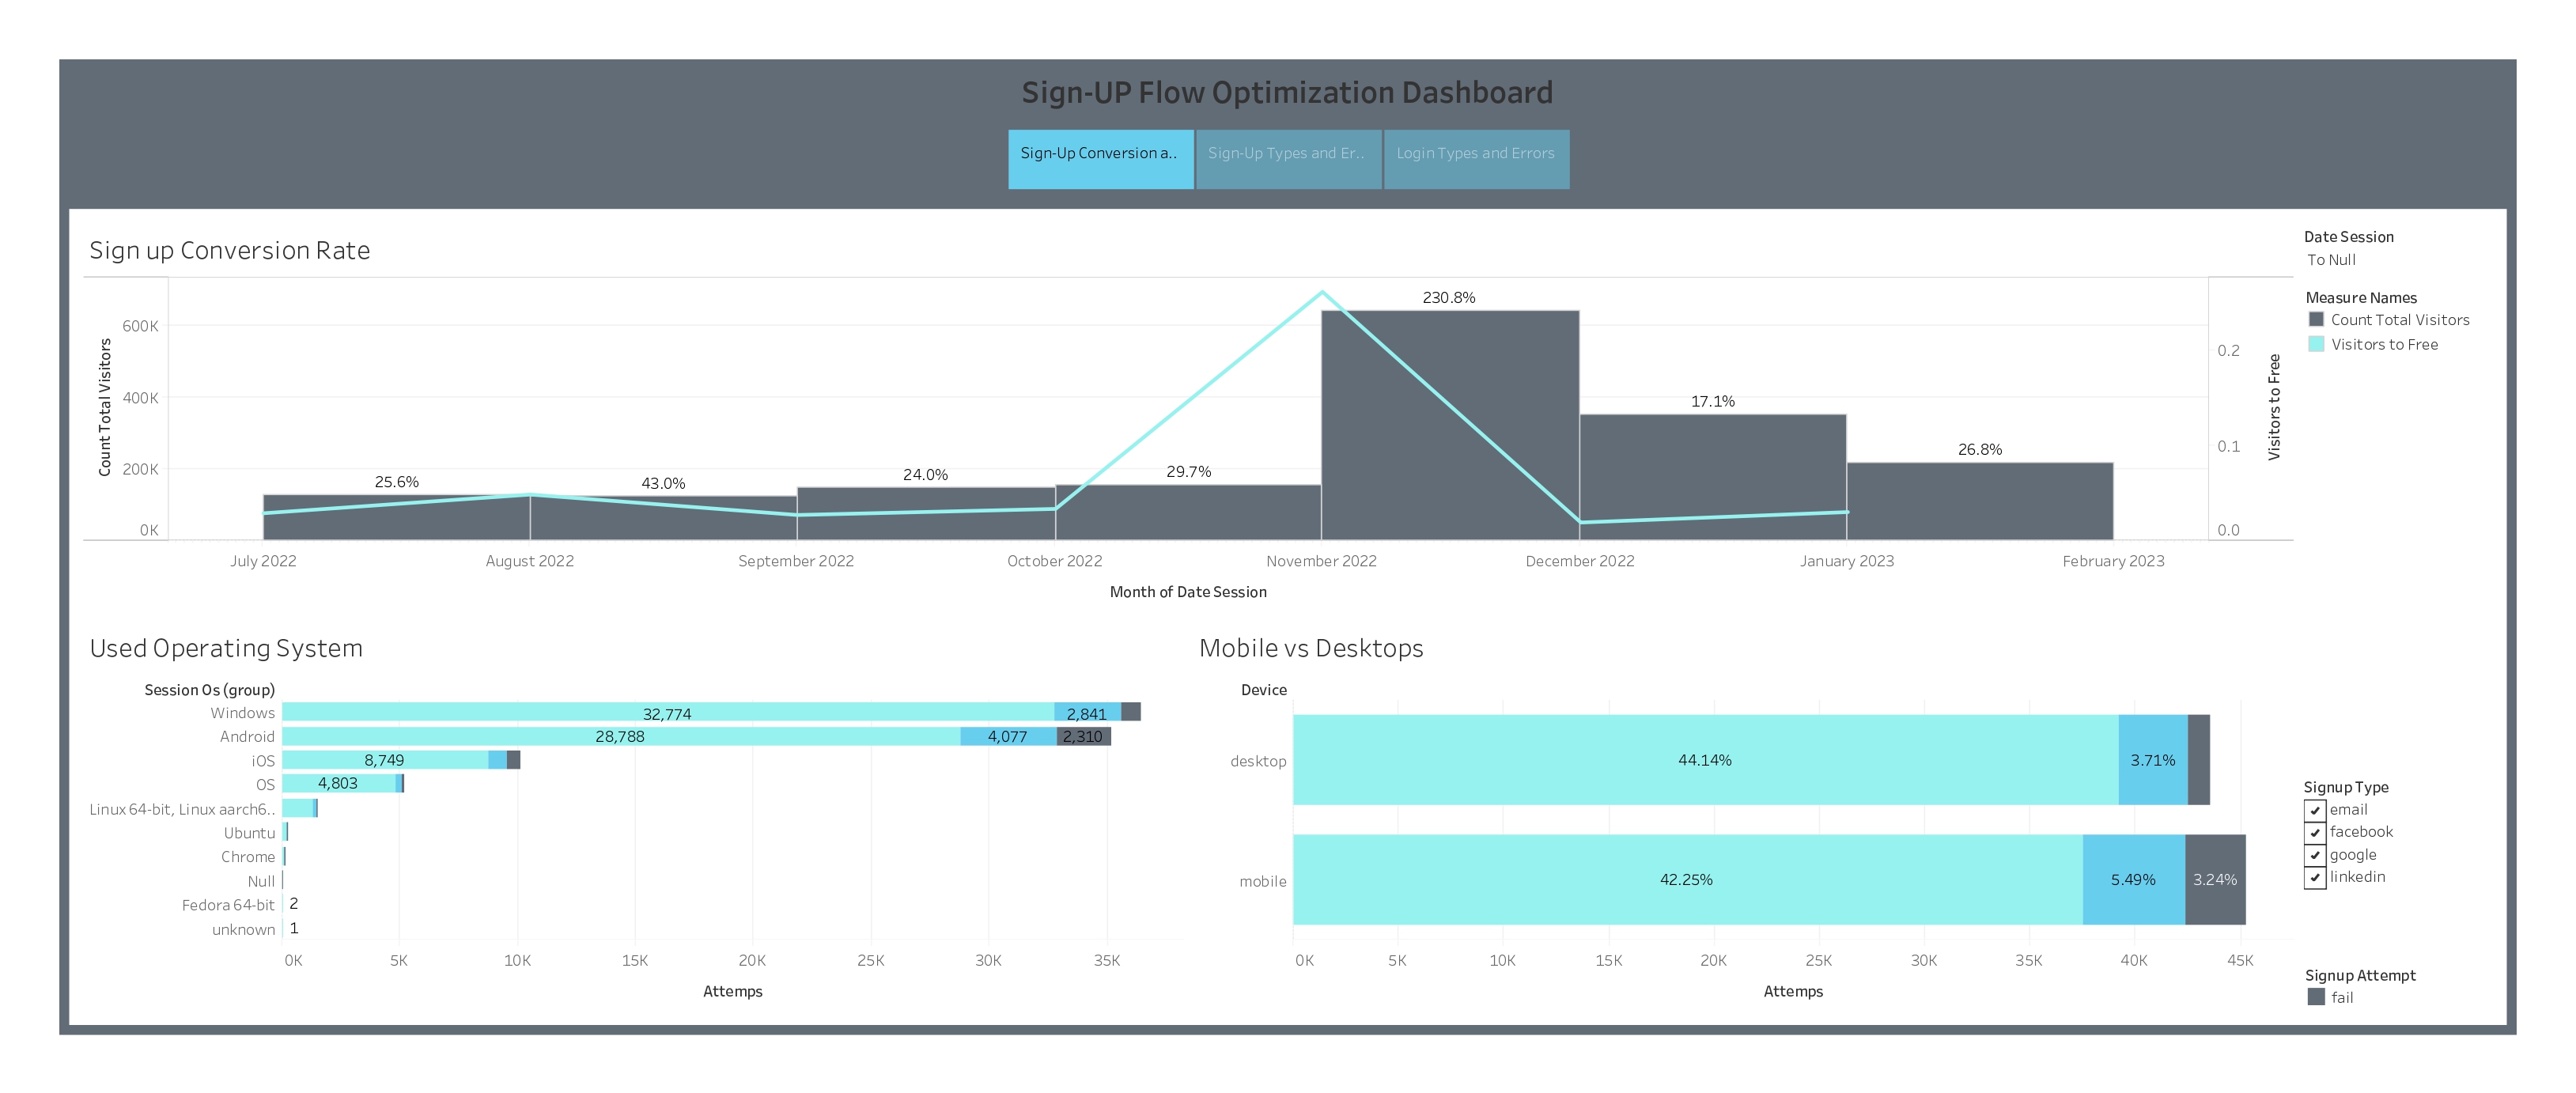 Sign-UP Flow Optimization Dashboard
Sign-Up Conversion a..
Sign-Up Types and Er..
Login Types and Errors
Sign up Conversion Rate
Count Total Visitors
600K
400K
200K
0K
25.6%
43.0%
24.0%
29.7%
230.8%
17.1%
26.8%
0.2
0.1
0.0
Visitors to Free
July 2022
August 2022
September 2022
October 2022
November 2022
December 2022
January 2023
February 2023
Month of Date Session
Date Session
To Null
Measure Names
Count Total Visitors
Visitors to Free
Used Operating System
Session Os (group)
Windows
32,774
2,841
Android
28,788
4,077
2,310
iOS
8,749
OS
4,803
Linux 64-bit, Linux aarch6..
Ubuntu
Chrome
Null
Fedora 64-bit
2
unknown
1
0K
5K
10K
15K
20K
25K
30K
35K
Attemps
Mobile vs Desktops
Device
desktop
44.14%
3.71%
mobile
42.25%
5.49%
3.24%
0K
5K
10K
15K
20K
25K
30K
35K
40K
45K
Attemps
Signup Type
email
facebook
google
linkedin
Signup Attempt
fail